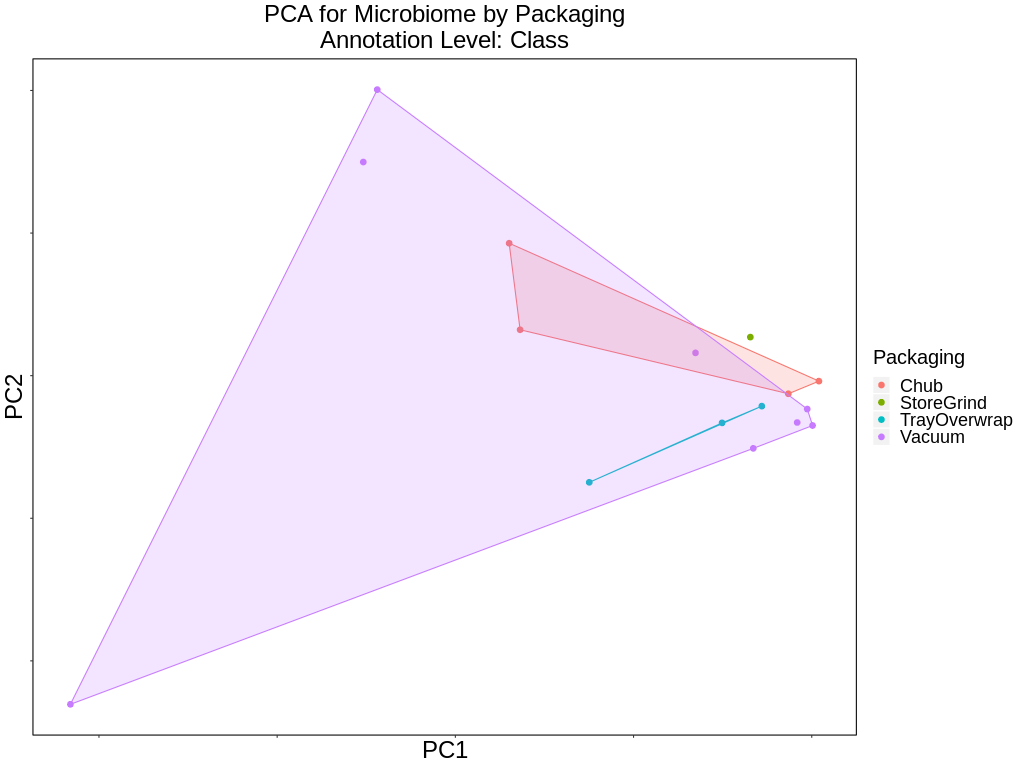 PCA for Microbiome by Packaging
Annotation Level: Class
PC2
PC1
Packaging
Chub
StoreGrind
TrayOverwrap
Vacuum